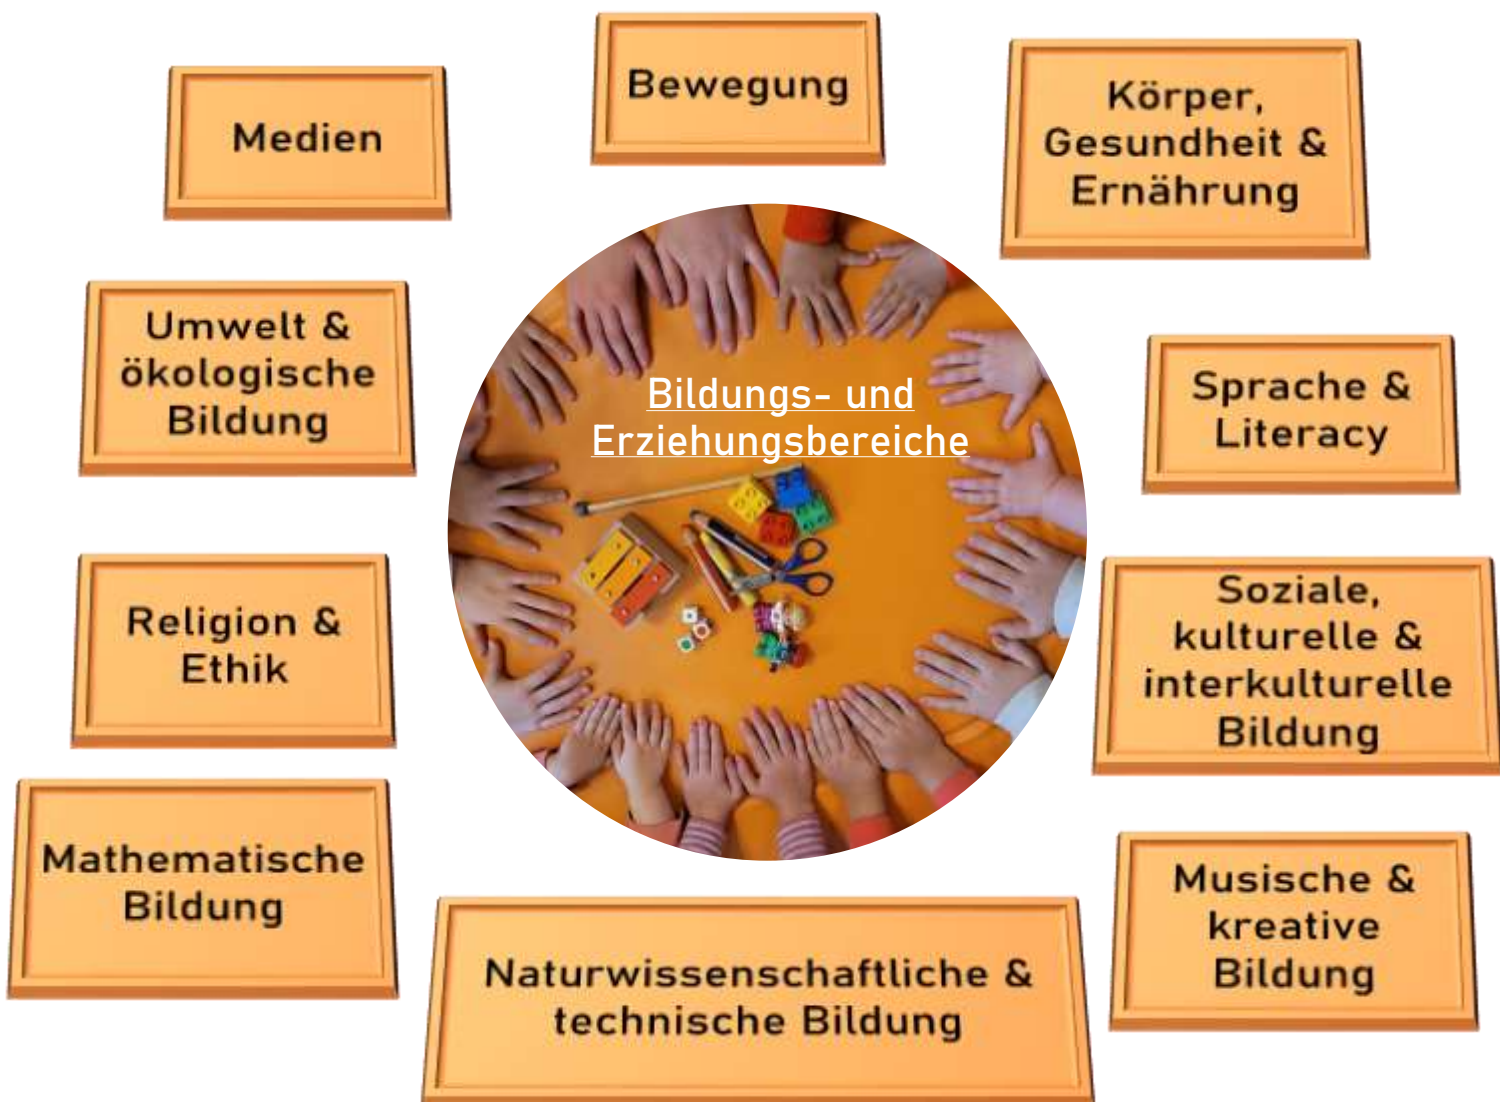 Bewegung
Körper,
Gesundheit &
Ernährung
Medien
Umwelt &
ökologische
Bildung
Bildungs- und
Erziehungsbereiche
Sprache &
Literacy
Religion &
Ethik
Soziale,
kulturelle &
interkulturelle
Bildung
Mathematische
Bildung
Musische &
kreative
Bildung
Naturwissenschaftliche &
technische Bildung